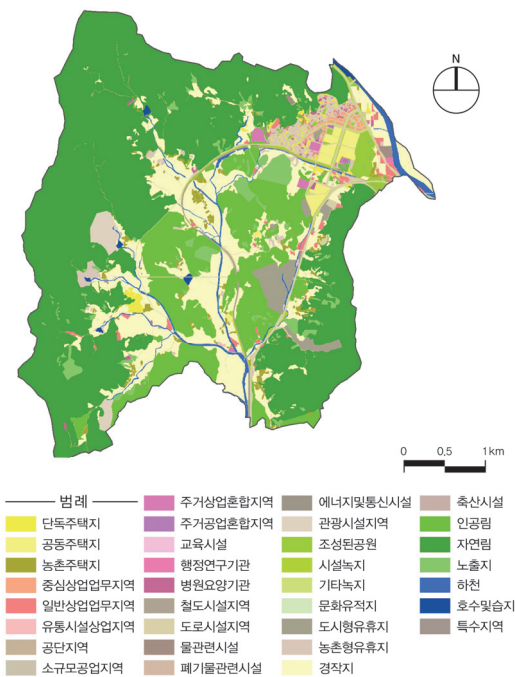 N
0 0.5 1km
범례
단독주택지
공동주택지
농촌주택지
중심상업업무지역
일반상업업무지역
유통시설상업지역
공단지역
소규모공업지역
주거상업혼합지역
주거공업혼합지역
교육시설
행정연구기관
병원요양기관
철도시설지역
도로시설지역
물관련시설
폐기물관련시설
에너지및통신시설
관광시설지역
조성된공원
시설녹지
기타녹지
문화유적지
도시형유휴지
농촌형유휴지
경작지
축산시설
인공림
자연림
노출지
하천
호수및습지
특수지역